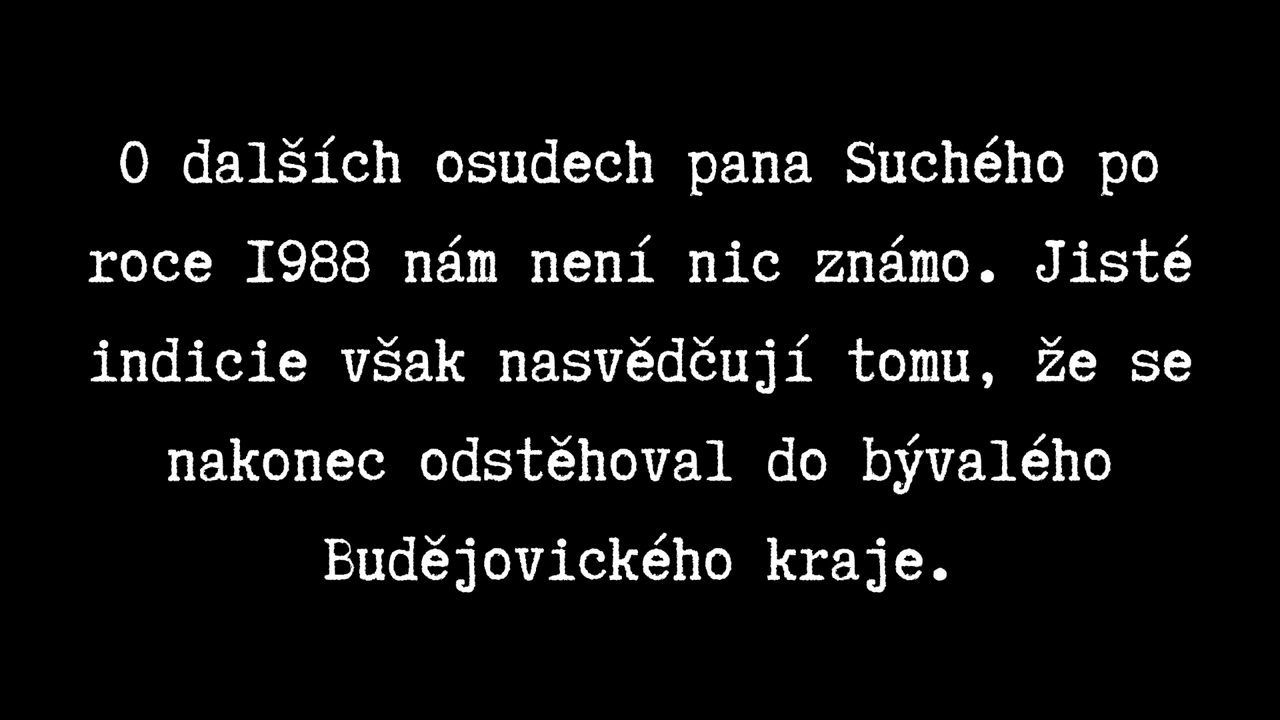 O dalších osudech pana Suchého po
roce 1988 nám není nic známo. Jisté
indicie však nasvědčují tomu, že se
nakonec odstěhoval do bývalého
Budějovického kraje.